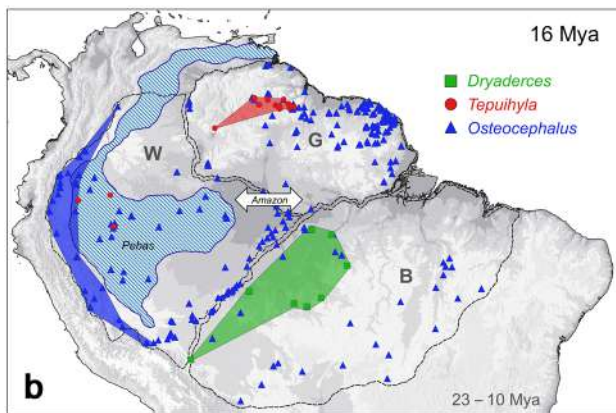 16 Mya
Dryaderces
Tepuihyla
Osteocephalus
W
G
Amazon
Pebas
B
b
23 – 10 Mya